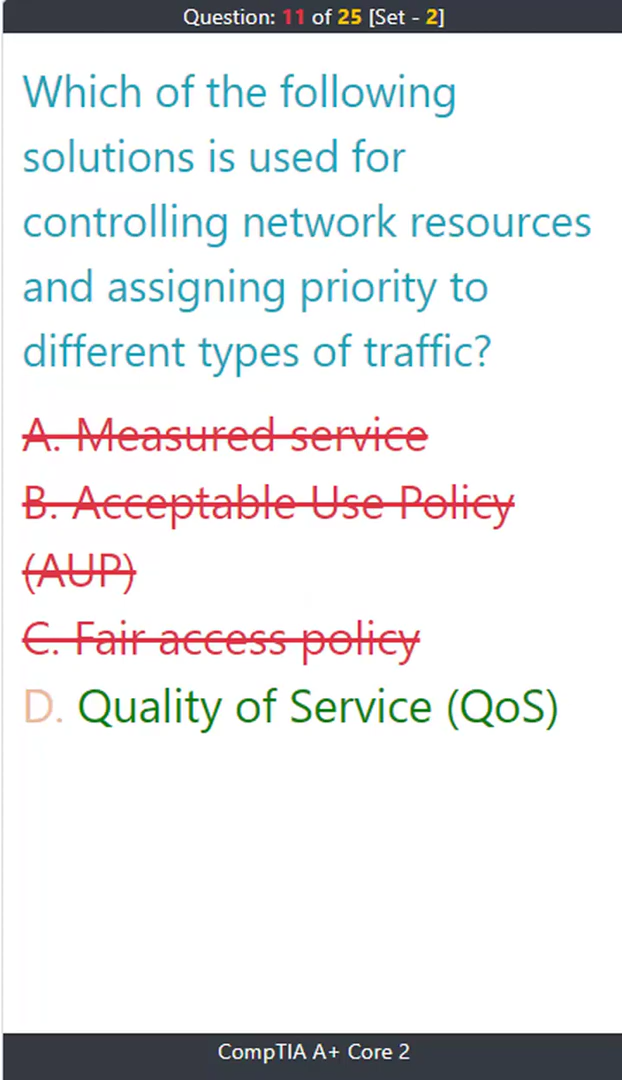 Question: 11 of 25 [Set - 2]
Which of the following
solutions is used for
controlling network resources
and assigning priority to
different types of traffic?
A. Measured service
B. Acceptable Use Policy
(AUP)
C. Fair access policy
D. Quality of Service (QoS)
CompTIA A+ Core 2